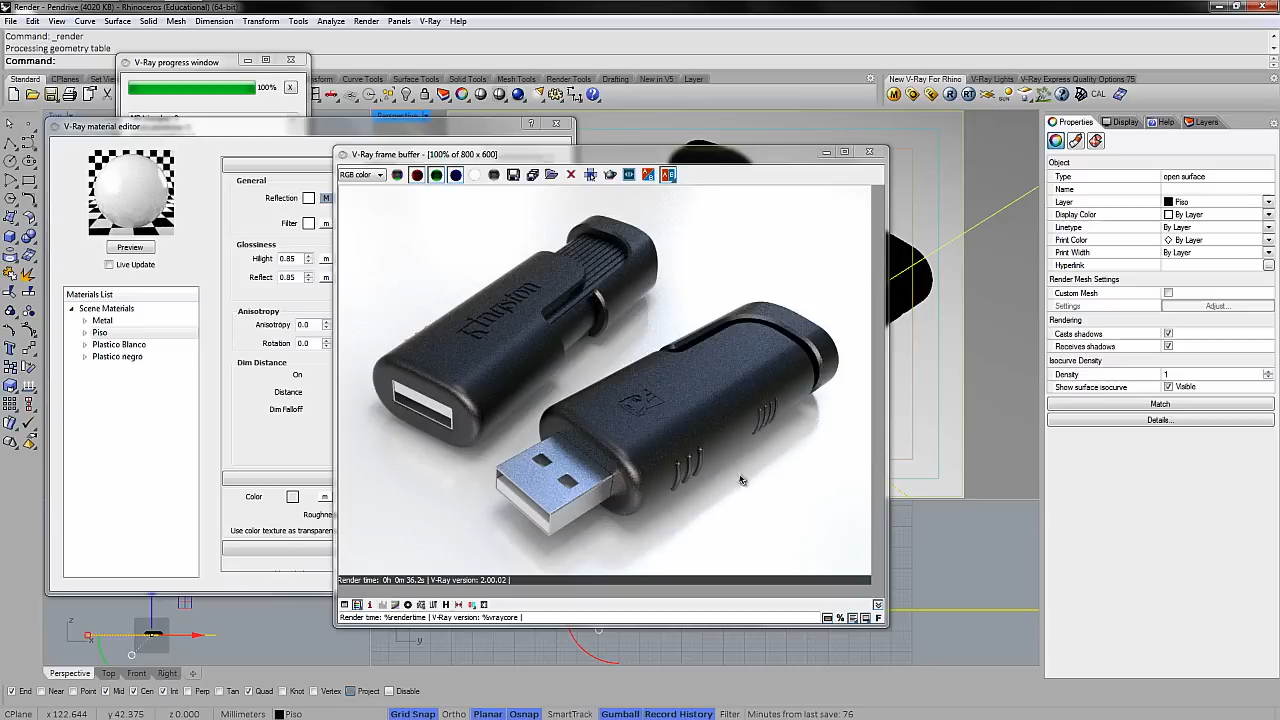 Render - Pendrive (4020 KB) - Rhinoceros (Educational) (64-bit)
File Edit View Curve Surface Solid Mesh Dimension Transform Tools Analyze Render Panels V-Ray Help
Command: _render
Processing geometry table
Command:
V-Ray progress window
100%
Standard CPlanes Set View
nsform Curve Tools Surface Tools Solid Tools Mesh Tools Render Tools Drafting New in V5 Layer
New V-Ray For Rhino V-Ray Lights V-Ray Express Quality Options 75
CAL
Perspective
V-Ray material editor
Preview
Live Update
Materials List
Scene Materials
Metal
Piso
Plastico Blanco
Plastico negro
General
Reflection M
Filter m
Glossiness
Hilight 0.85 m
Reflect 0.85 m
Anisotropy
Anisotropy 0.0 m
Rotation 0.0 m
Dim Distance
On
Distance
Dim Falloff
Color m
Roughne
Use color texture as transparen
V-Ray frame buffer - [100% of 800 x 600]
RGB color
Kingston
Render time: 0h 0m 36.2s | V-Ray version: 2.00.02 |
Render time: %rendertime | V-Ray version: %vraycore |
Properties Display Help Layers
Object
Type open surface
Name
Layer Piso
Display Color By Layer
Linetype By Layer
Print Color By Layer
Print Width By Layer
Hyperlink
Render Mesh Settings
Custom Mesh
Settings Adjust...
Rendering
Casts shadows
Receives shadows
Isocurve Density
Density 1
Show surface isocurve Visible
Match
Details...
z
x
y
Perspective Top Front Right
End Near Point Mid Cen Int Perp Tan Quad Knot Vertex Project Disable
CPlane x 122.644 y 42.375 z 0.000 Millimeters Piso Grid Snap Ortho Planar Osnap SmartTrack Gumball Record History Filter Minutes from last save: 76